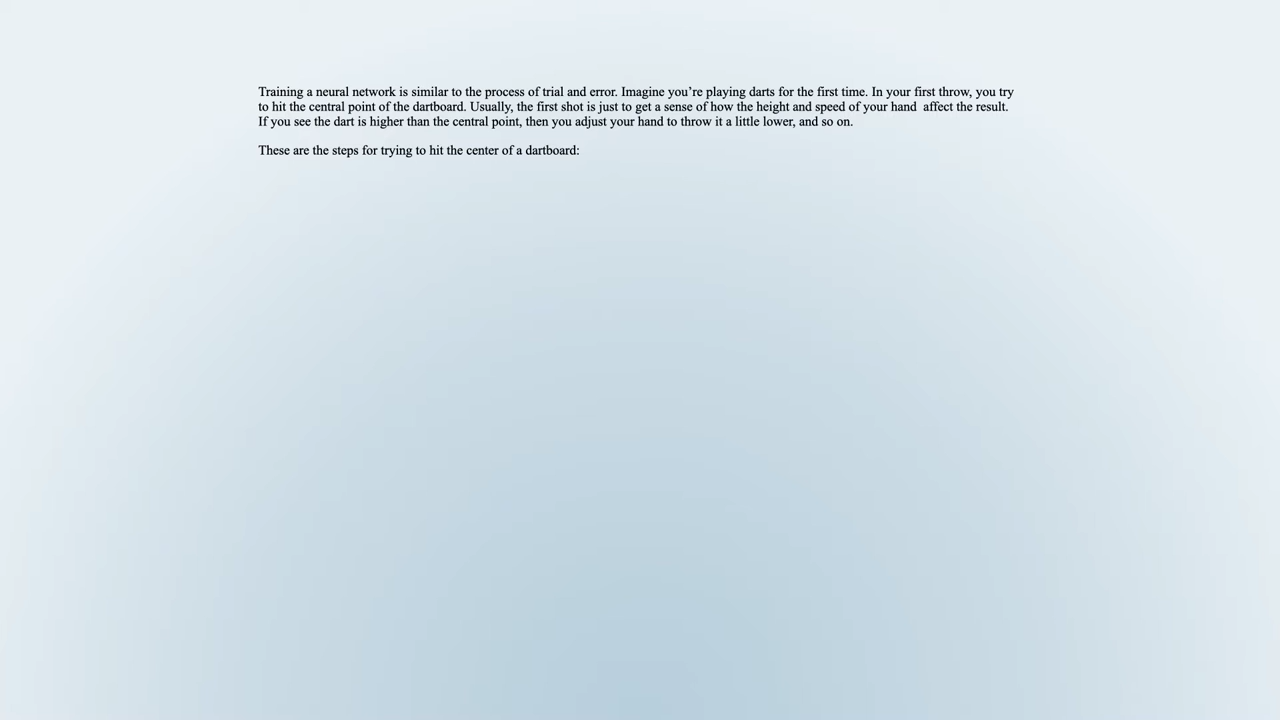 Training a neural network is similar to the process of trial and error. Imagine you’re playing darts for the first time. In your first throw, you try
to hit the central point of the dartboard. Usually, the first shot is just to get a sense of how the height and speed of your hand  affect the result.
If you see the dart is higher than the central point, then you adjust your hand to throw it a little lower, and so on.
These are the steps for trying to hit the center of a dartboard: